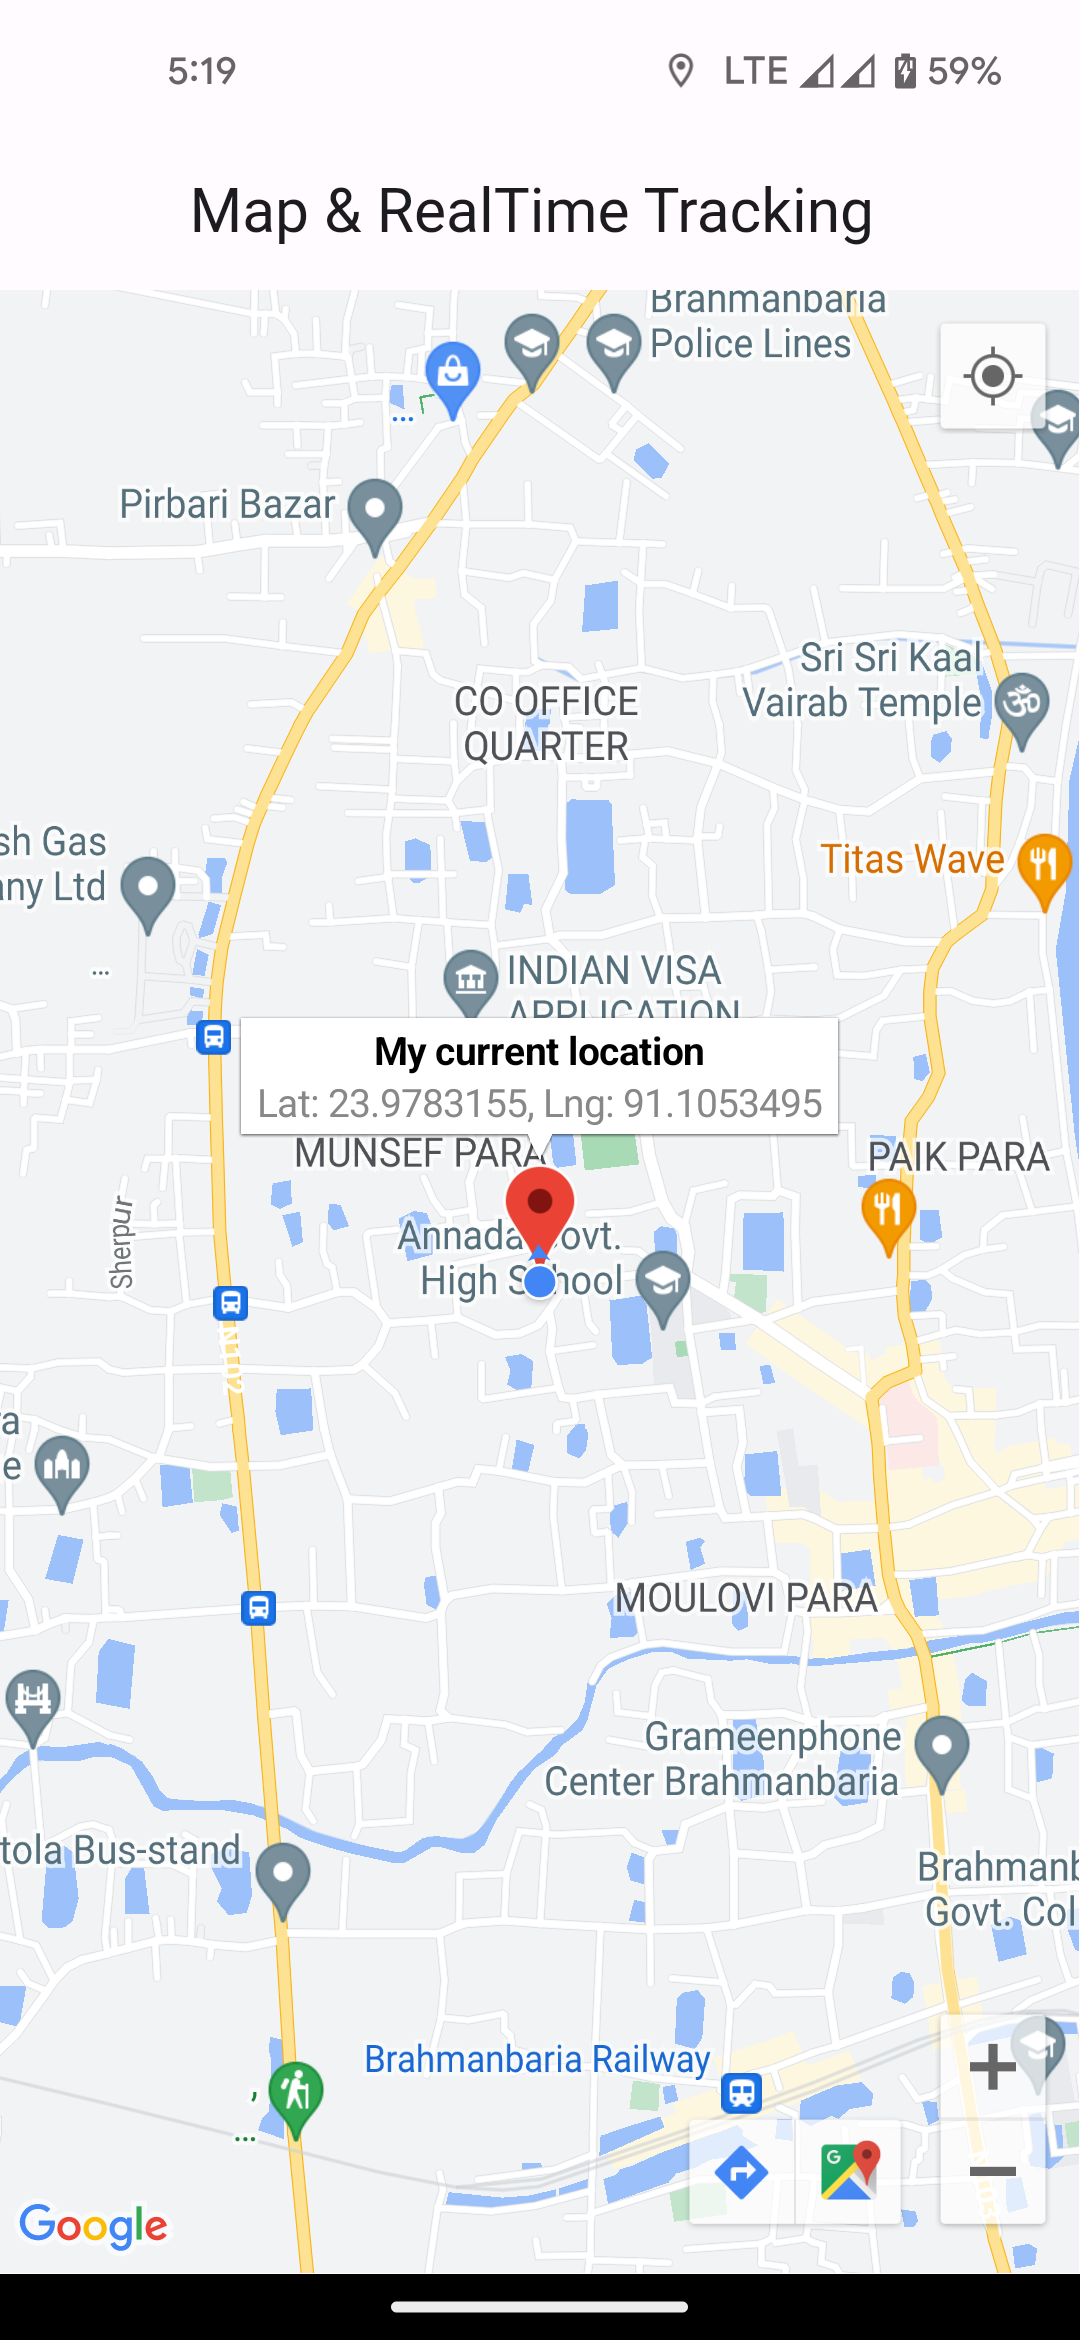 5:19
LTE
59%
Map & RealTime Tracking
Brahmanbaria
Police Lines
...
Pirbari Bazar
Sri Sri Kaal
Vairab Temple
CO OFFICE
QUARTER
sh Gas
any Ltd
Titas Wave
...
INDIAN VISA
APPLICATION
My current location
Lat: 23.9783155, Lng: 91.1053495
MUNSEF PARA
PAIK PARA
Sherpur
Annada Govt.
High School
N102
ra
e
MOULOVI PARA
Grameenphone
Center Brahmanbaria
tola Bus-stand
Brahmanb
Govt. Col
Brahmanbaria Railway
,
...
G
Google